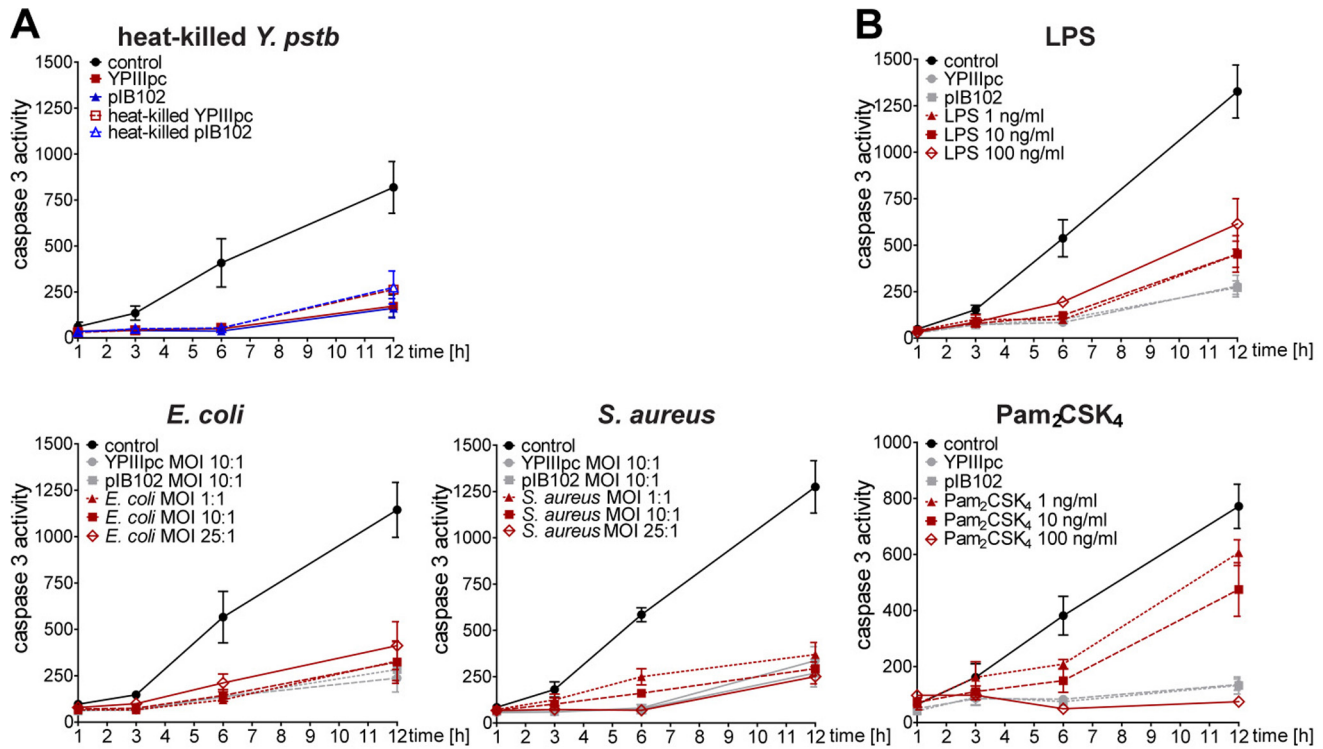 A
heat-killed Y. pstb
caspase 3 activity
1500
1250
1000
750
500
250
0
control
YPIIIpc
pIB102
heat-killed YPIIIpc
heat-killed pIB102
1 2 3 4 5 6 7 8 9 10 11 12 time [h]
B
LPS
caspase 3 activity
1500
1250
1000
750
500
250
0
control
YPIIIpc
pIB102
LPS 1 ng/ml
LPS 10 ng/ml
LPS 100 ng/ml
1 2 3 4 5 6 7 8 9 10 11 12 time [h]
E. coli
caspase 3 activity
1500
1250
1000
750
500
250
0
control
YPIIIpc MOI 10:1
pIB102 MOI 10:1
E. coli MOI 1:1
E. coli MOI 10:1
E. coli MOI 25:1
1 2 3 4 5 6 7 8 9 10 11 12 time [h]
S. aureus
caspase 3 activity
1500
1250
1000
750
500
250
0
control
YPIIIpc MOI 10:1
pIB102 MOI 10:1
S. aureus MOI 1:1
S. aureus MOI 10:1
S. aureus MOI 25:1
1 2 3 4 5 6 7 8 9 10 11 12 time [h]
Pam₂CSK₄
caspase 3 activity
1000
800
600
400
200
0
control
YPIIIpc
pIB102
Pam₂CSK₄ 1 ng/ml
Pam₂CSK₄ 10 ng/ml
Pam₂CSK₄ 100 ng/ml
1 2 3 4 5 6 7 8 9 10 11 12 time [h]